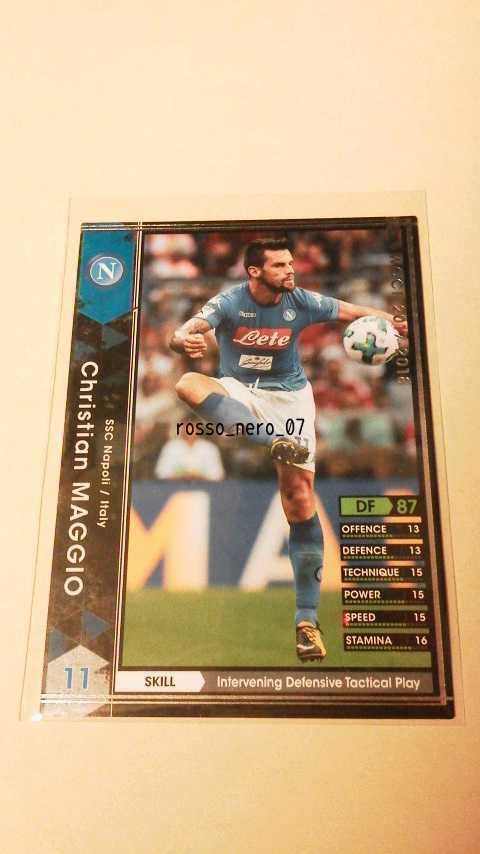 N
WCCF 2017-2018
Lete
rosso_nero_07
Christian MAGGIO
SSC Napoli / Italy
11
DF 87
OFFENCE 13
DEFENCE 13
TECHNIQUE 15
POWER 15
SPEED 15
STAMINA 16
SKILL Intervening Defensive Tactical Play